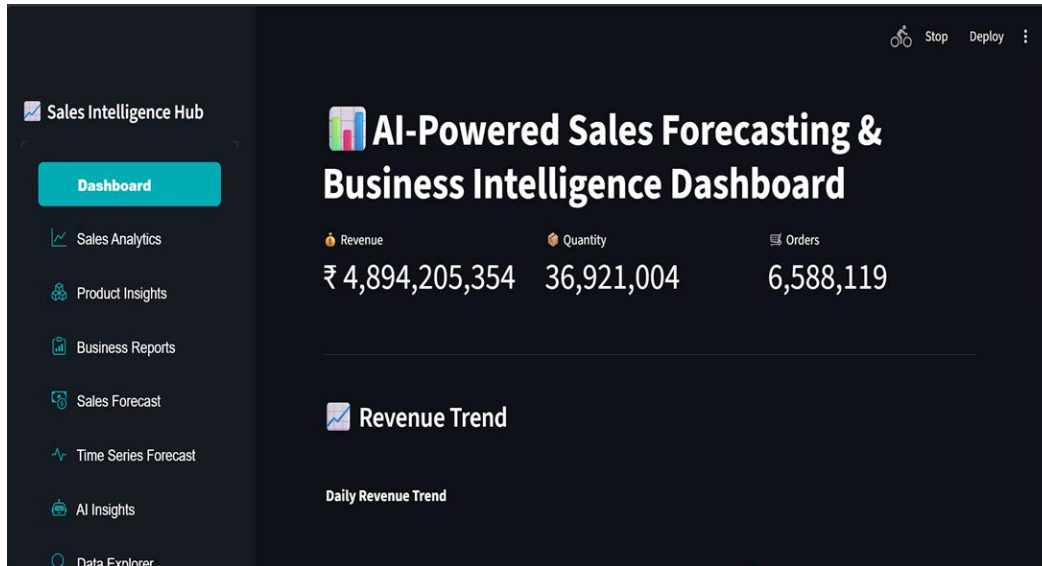 Stop Deploy
Sales Intelligence Hub
Dashboard
Sales Analytics
Product Insights
Business Reports
Sales Forecast
Time Series Forecast
AI Insights
Data Explorer
AI-Powered Sales Forecasting &
Business Intelligence Dashboard
Revenue Quantity Orders
₹ 4,894,205,354 36,921,004 6,588,119
Revenue Trend
Daily Revenue Trend